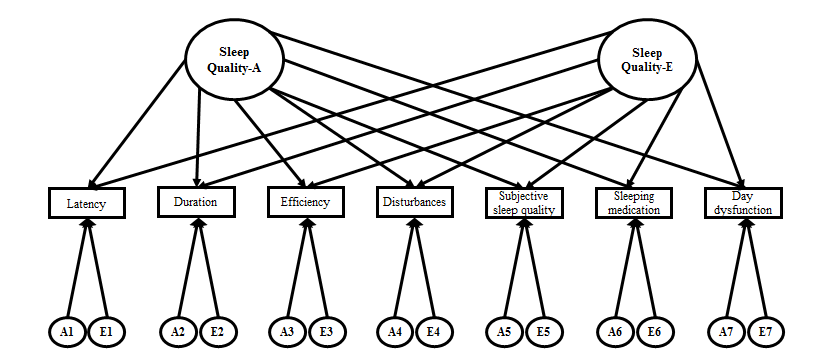 Sleep
Quality-A
Sleep
Quality-E
Latency
Duration
Efficiency
Disturbances
Subjective
sleep quality
Sleeping
medication
Day
dysfunction
A1 E1 A2 E2 A3 E3 A4 E4 A5 E5 A6 E6 A7 E7